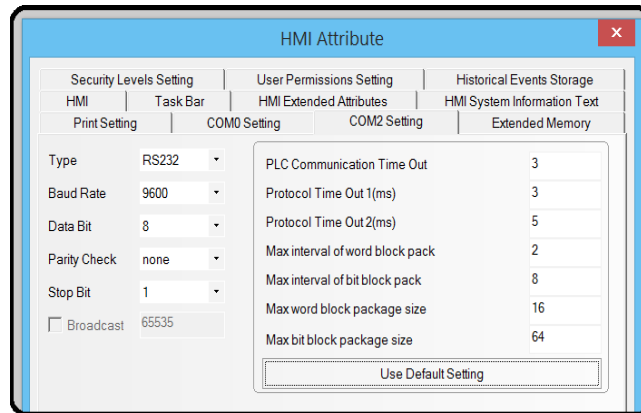 HMI Attribute
x
Security Levels Setting User Permissions Setting Historical Events Storage
HMI Task Bar HMI Extended Attributes HMI System Information Text
Print Setting COM0 Setting COM2 Setting Extended Memory
Type RS232
Baud Rate 9600
Data Bit 8
Parity Check none
Stop Bit 1
Broadcast 65535
PLC Communication Time Out 3
Protocol Time Out 1(ms) 3
Protocol Time Out 2(ms) 5
Max interval of word block pack 2
Max interval of bit block pack 8
Max word block package size 16
Max bit block package size 64
Use Default Setting